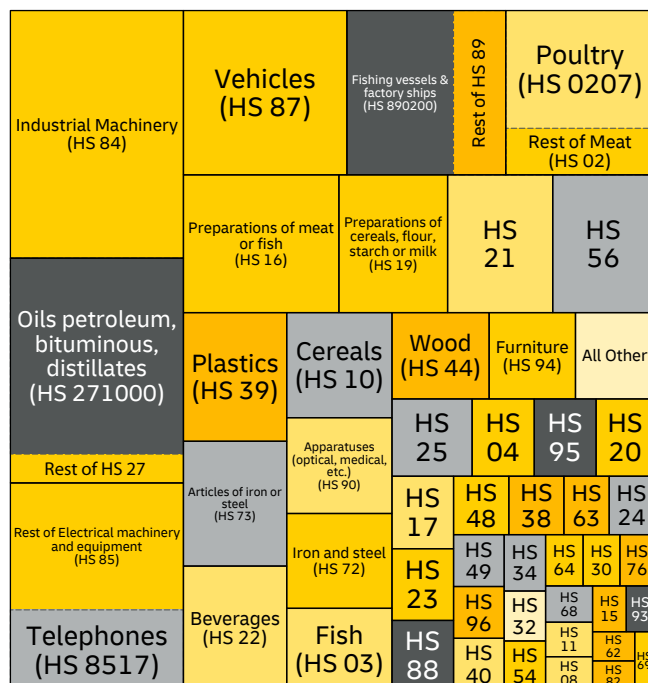 Industrial Machinery
(HS 84)
Vehicles
(HS 87)
Fishing vessels &
factory ships
(HS 890200)
Rest of HS 89
Poultry
(HS 0207)
Rest of Meat
(HS 02)
Preparations of meat
or fish
(HS 16)
Preparations of
cereals, flour,
starch or milk
(HS 19)
HS
21
HS
56
Oils petroleum,
bituminous,
distillates
(HS 271000)
Rest of HS 27
Rest of Electrical machinery
and equipment
(HS 85)
Telephones
(HS 8517)
Plastics
(HS 39)
Articles of iron or
steel
(HS 73)
Beverages
(HS 22)
Cereals
(HS 10)
Apparatuses
(optical, medical,
etc.)
(HS 90)
Iron and steel
(HS 72)
Fish
(HS 03)
Wood
(HS 44)
Furniture
(HS 94)
All Other
HS
25
HS
04
HS
95
HS
20
HS
17
HS
48
HS
38
HS
63
HS
24
HS
23
HS
49
HS
34
HS
64
HS
30
HS
76
HS
88
HS
96
HS
32
HS
68
HS
15
HS
93
HS
40
HS
54
HS
11
HS
08
HS
62
HS
82
HS
69